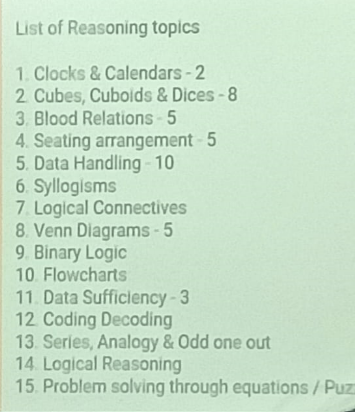 List of Reasoning topics
1. Clocks & Calendars - 2
2. Cubes, Cuboids & Dices - 8
3. Blood Relations - 5
4. Seating arrangement - 5
5. Data Handling - 10
6. Syllogisms
7. Logical Connectives
8. Venn Diagrams - 5
9. Binary Logic
10. Flowcharts
11. Data Sufficiency - 3
12. Coding Decoding
13. Series, Analogy & Odd one out
14. Logical Reasoning
15. Problem solving through equations / Puz